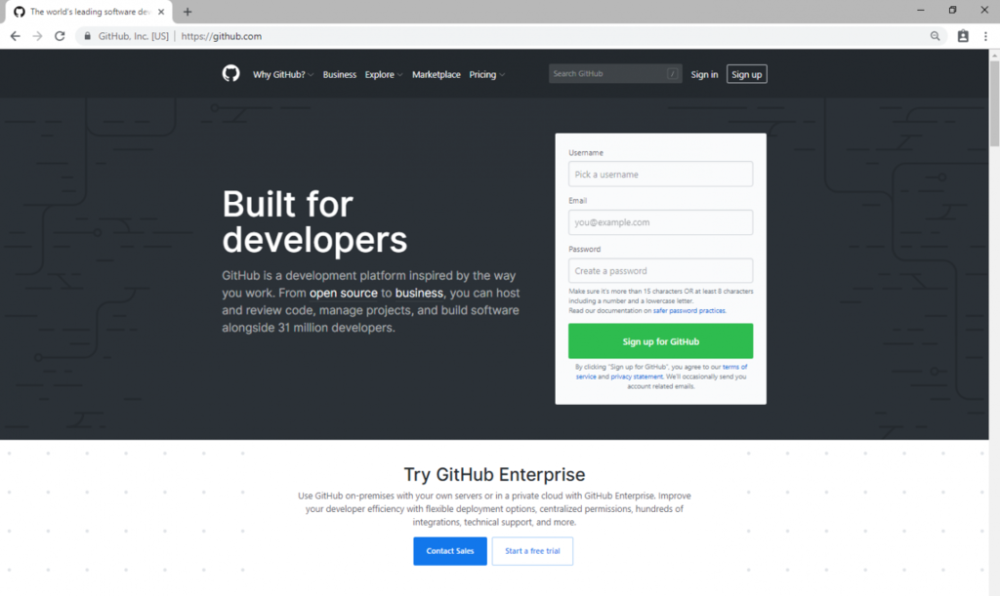 The world's leading software dev
GitHub, Inc. [US] | https://github.com
Why GitHub? Business Explore Marketplace Pricing Search GitHub / Sign in Sign up
Built for
developers
GitHub is a development platform inspired by the way
you work. From open source to business, you can host
and review code, manage projects, and build software
alongside 31 million developers.
Username
Pick a username
Email
you@example.com
Password
Create a password
Make sure it's more than 15 characters OR at least 8 characters
including a number and a lowercase letter.
Read our documentation on safer password practices.
Sign up for GitHub
By clicking "Sign up for GitHub", you agree to our terms of
service and privacy statement. We'll occasionally send you
account related emails.
Try GitHub Enterprise
Use GitHub on-premises with your own servers or in a private cloud with GitHub Enterprise. Improve
your developer efficiency with flexible deployment options, centralized permissions, hundreds of
integrations, technical support, and more.
Contact Sales Start a free trial